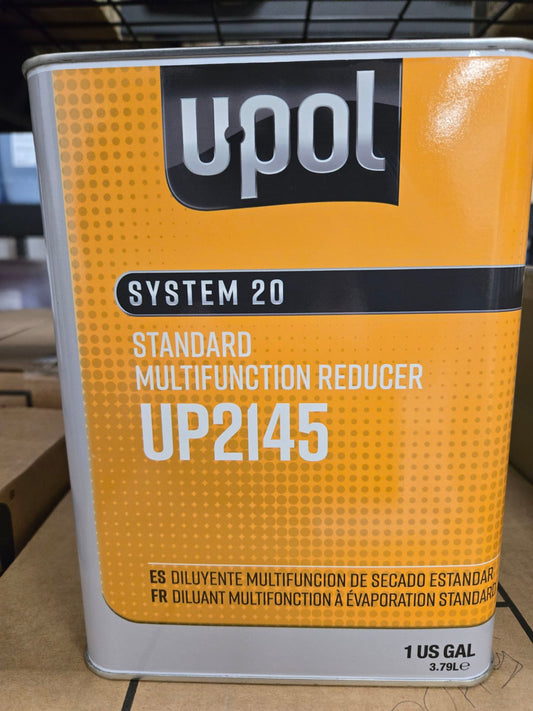 upol
SYSTEM 20
STANDARD
MULTIFUNCTION REDUCER
UP2145
ES DILUYENTE MULTIFUNCION DE SECADO ESTANDAR
FR DILUANT MULTIFONCTION À ÉVAPORATION STANDARD
1 US GAL
3.79L℮